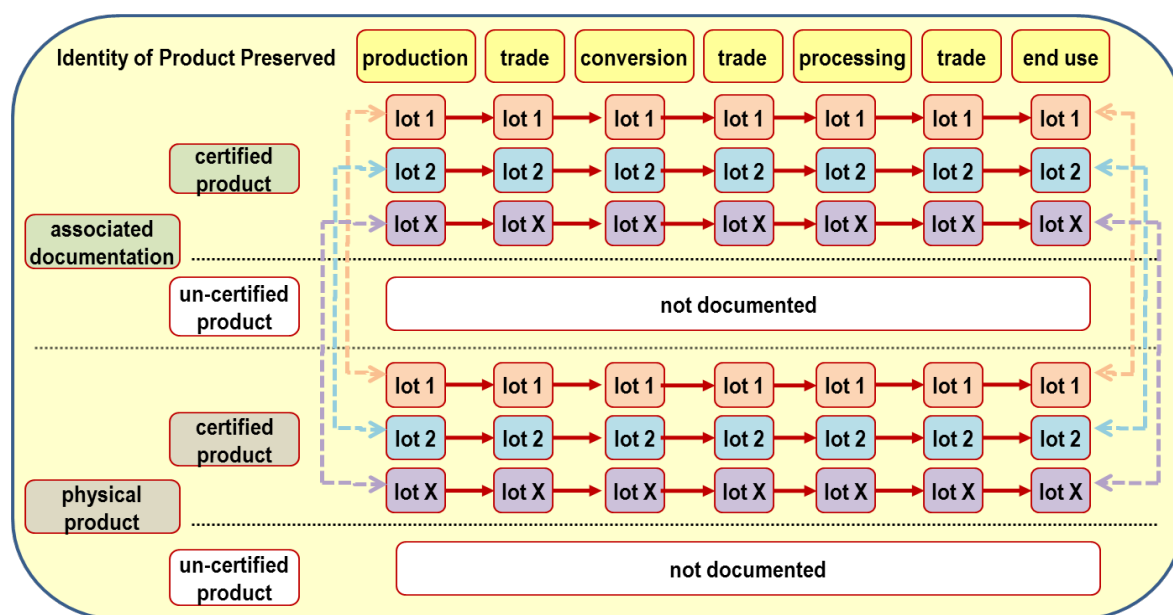 Identity of Product Preserved production trade conversion trade processing trade end use
lot 1 lot 1 lot 1 lot 1 lot 1 lot 1 lot 1
certified
product
lot 2 lot 2 lot 2 lot 2 lot 2 lot 2 lot 2
lot X lot X lot X lot X lot X lot X lot X
associated
documentation
un-certified
product
not documented
lot 1 lot 1 lot 1 lot 1 lot 1 lot 1 lot 1
certified
product
lot 2 lot 2 lot 2 lot 2 lot 2 lot 2 lot 2
lot X lot X lot X lot X lot X lot X lot X
physical
product
un-certified
product
not documented